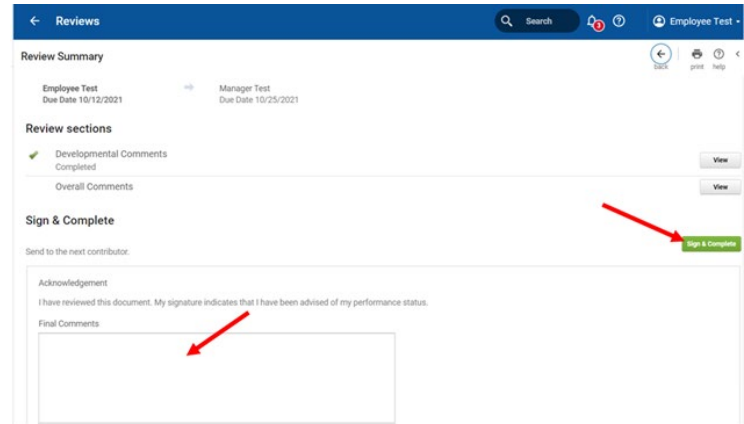 Reviews
Search
3
Employee Test
Review Summary
back
print
help
Employee Test
Due Date 10/12/2021
Manager Test
Due Date 10/25/2021
Review sections
Developmental Comments
Completed
View
Overall Comments
View
Sign & Complete
Sign & Complete
Send to the next contributor.
Acknowledgement
I have reviewed this document. My signature indicates that I have been advised of my performance status.
Final Comments